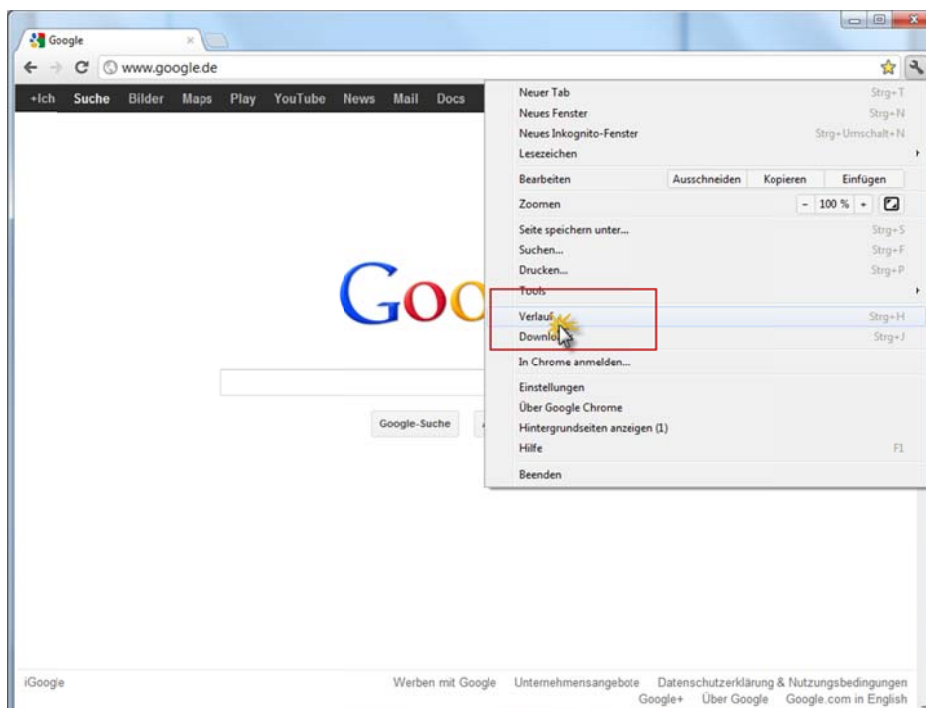 Google
www.google.de
+Ich Suche Bilder Maps Play YouTube News Mail Docs
Neuer Tab Strg+T
Neues Fenster Strg+N
Neues Inkognito-Fenster Strg+Umschalt+N
Lesezeichen
Bearbeiten Ausschneiden Kopieren Einfügen
Zoomen - 100 % +
Seite speichern unter... Strg+S
Suchen... Strg+F
Drucken... Strg+P
Tools
Verlauf Strg+H
Strg+J
In Chrome anmelden...
Einstellungen
Über Google Chrome
Hintergrundseiten anzeigen (1)
Hilfe F1
Beenden
Goo
Google-Suche
iGoogle Werben mit Google Unternehmensangebote Datenschutzerklärung & Nutzungsbedingungen
Google+ Über Google Google.com in English